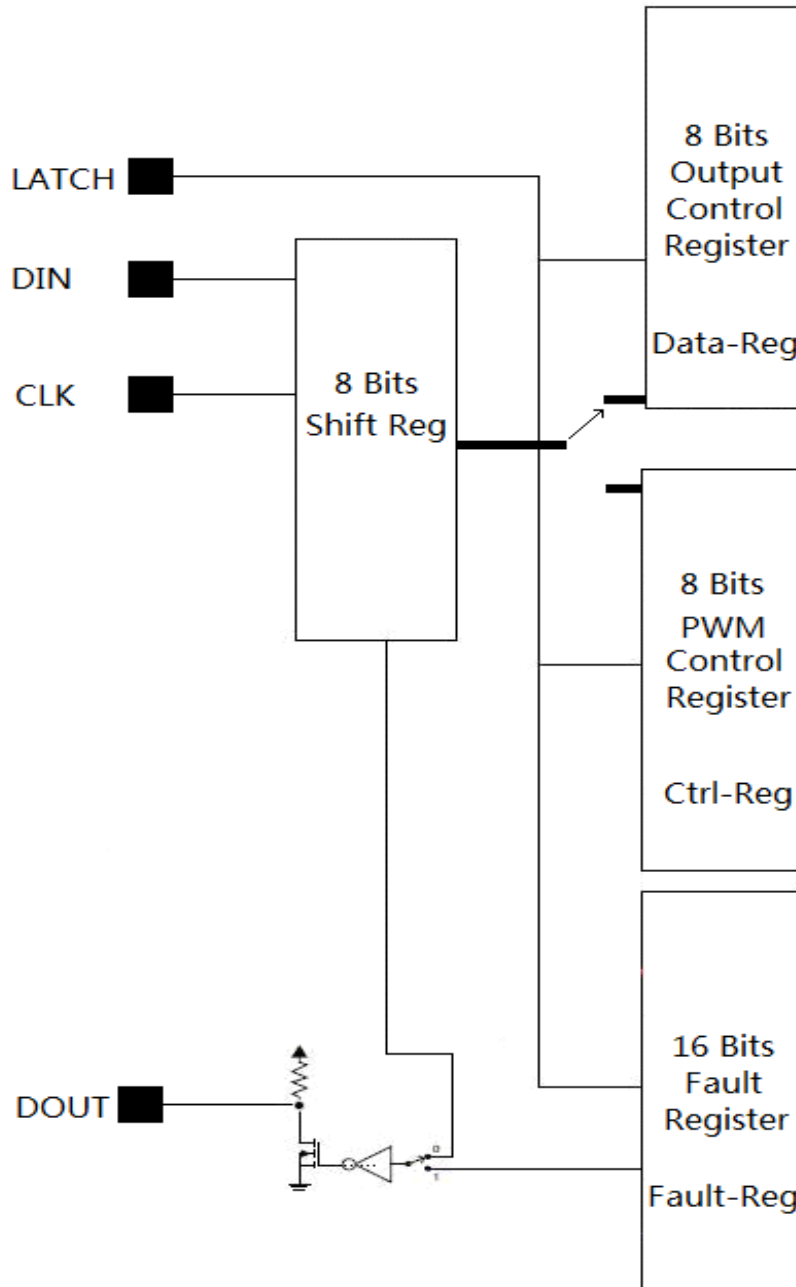 LATCH
DIN
CLK
8 Bits
Shift Reg
8 Bits
Output
Control
Register
Data-Reg
8 Bits
PWM
Control
Register
Ctrl-Reg
16 Bits
Fault
Register
Fault-Reg
DOUT
0
1